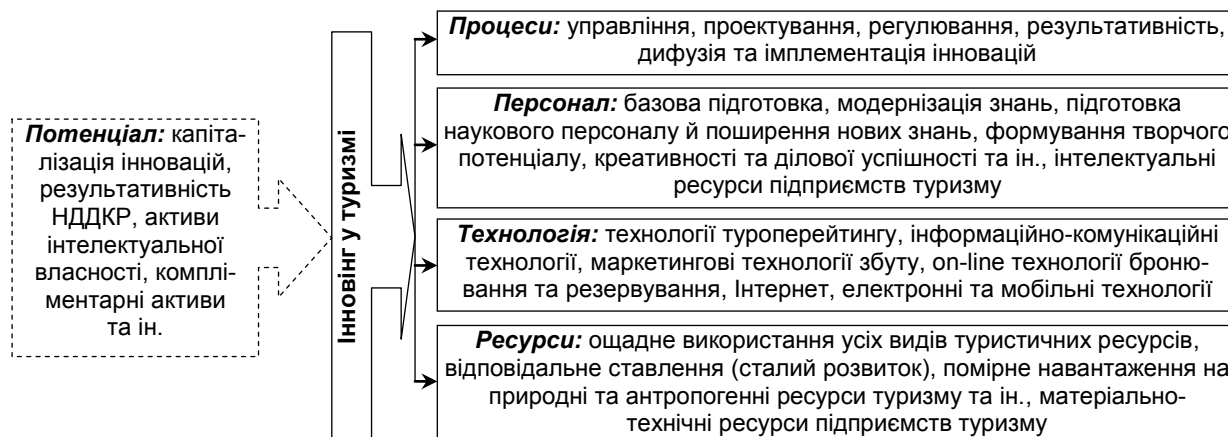 Потенціал: капіта-
лізація інновацій,
результативність
НДДКР, активи
інтелектуальної
власності, комплі-
ментарні активи
та ін.
Інновінг у туризмі
Процеси: управління, проектування, регулювання, результативність,
дифузія та імплементація інновацій
Персонал: базова підготовка, модернізація знань, підготовка
наукового персоналу й поширення нових знань, формування творчого
потенціалу, креативності та ділової успішності та ін., інтелектуальні
ресурси підприємств туризму
Технологія: технології туроперейтингу, інформаційно-комунікаційні
технології, маркетингові технології збуту, on-line технології броню-
вання та резервування, Інтернет, електронні та мобільні технології
Ресурси: ощадне використання усіх видів туристичних ресурсів,
відповідальне ставлення (сталий розвиток), помірне навантаження на
природні та антропогенні ресурси туризму та ін., матеріально-
технічні ресурси підприємств туризму